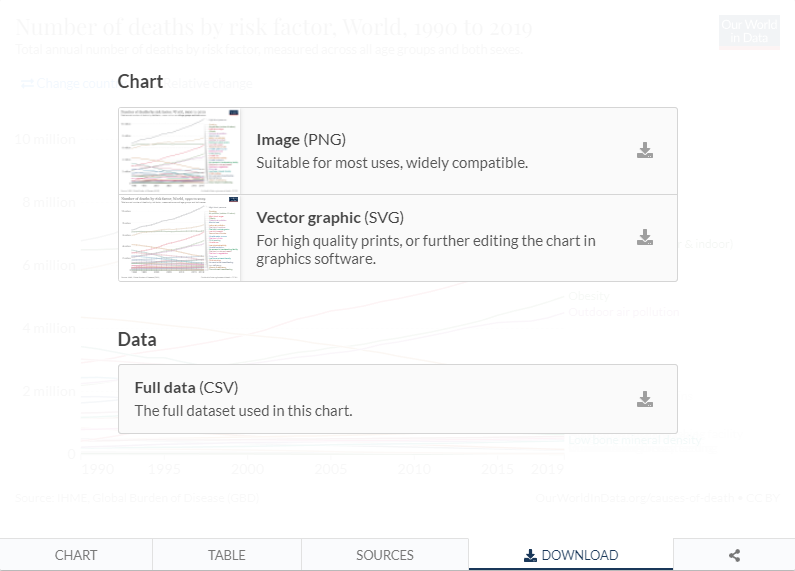 Number of deaths by risk factor, World, 1990 to 2019
Our World
in Data
Total annual number of deaths by risk factor, measured across all age groups and both sexes.
Chart
Change coun
elative change
10 million
Image (PNG)
Suitable for most uses, widely compatible.
8 million
Vector graphic (SVG)
For high quality prints, or further editing the chart in
graphics software.
6 million
Obesity
Outdoor air pollution
4 million
Data
Full data (CSV)
The full dataset used in this chart.
2 million
Low bone mineral density
0
1990 1995 2000 2005 2010 2015 2019
Source: IHME, Global Burden of Disease (GBD)
OurWorldInData.org/causes-of-death • CC BY
CHART TABLE SOURCES DOWNLOAD